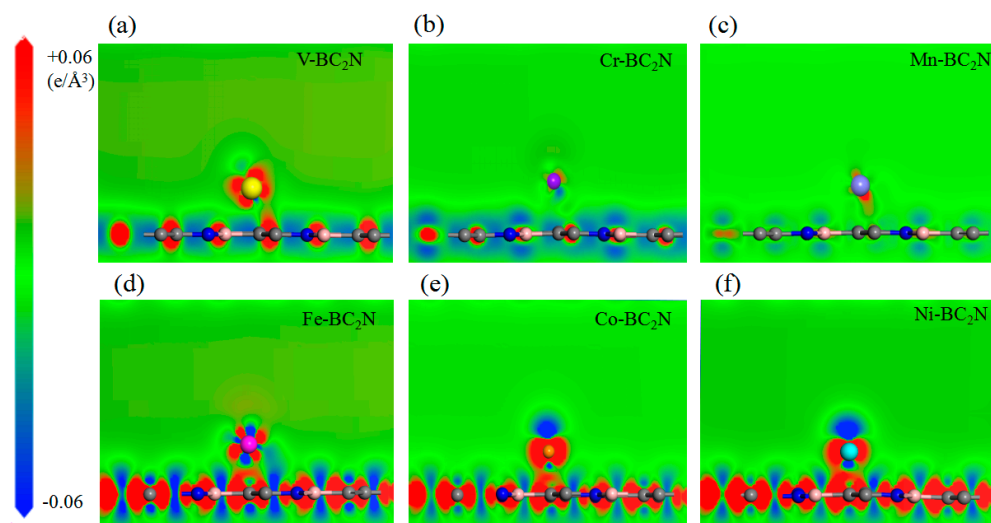 (a)
(b)
(c)
+0.06
(e/Å³)
V-BC₂N
Cr-BC₂N
Mn-BC₂N
(d)
(e)
(f)
Fe-BC₂N
Co-BC₂N
Ni-BC₂N
-0.06